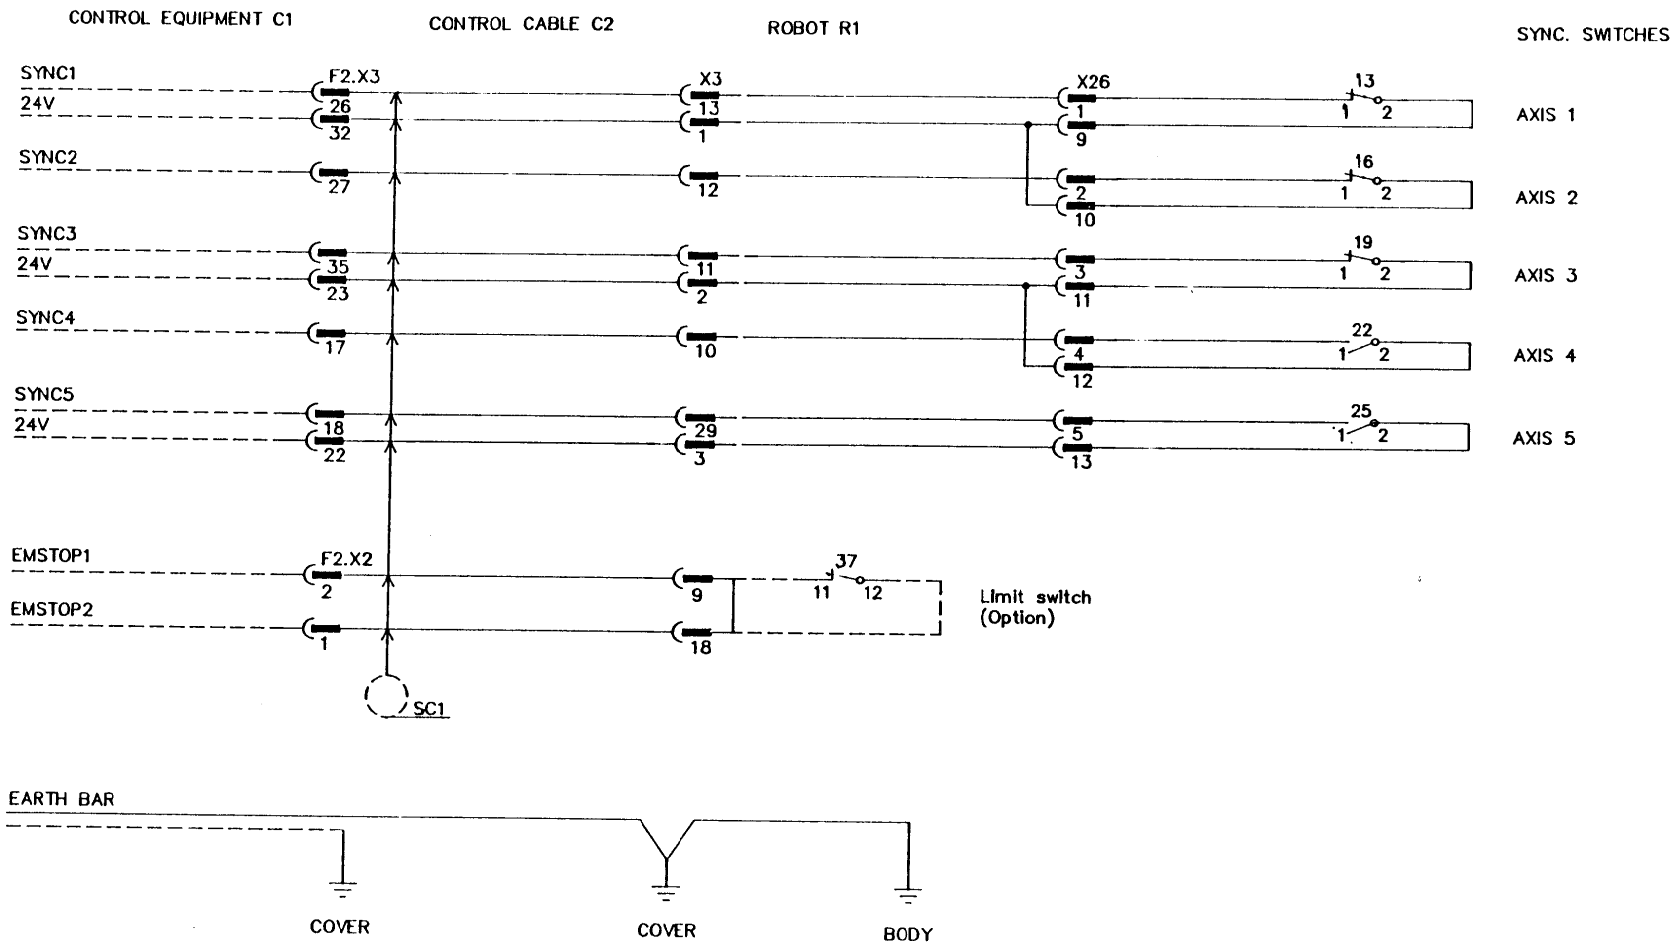 CONTROL EQUIPMENT C1
CONTROL CABLE C2
ROBOT R1
SYNC. SWITCHES
SYNC1
F2.X3
X3
X26
13
24V
26
13
1
1
2
AXIS 1
32
1
9
SYNC2
16
27
12
2
1
2
AXIS 2
10
SYNC3
19
24V
35
11
3
1
2
AXIS 3
23
2
11
SYNC4
22
17
10
4
1
2
AXIS 4
12
SYNC5
25
24V
18
29
5
1
2
AXIS 5
22
3
13
EMSTOP1
F2.X2
37
2
9
11
12
Limit switch
(Option)
EMSTOP2
1
18
SC1
EARTH BAR
COVER
COVER
BODY